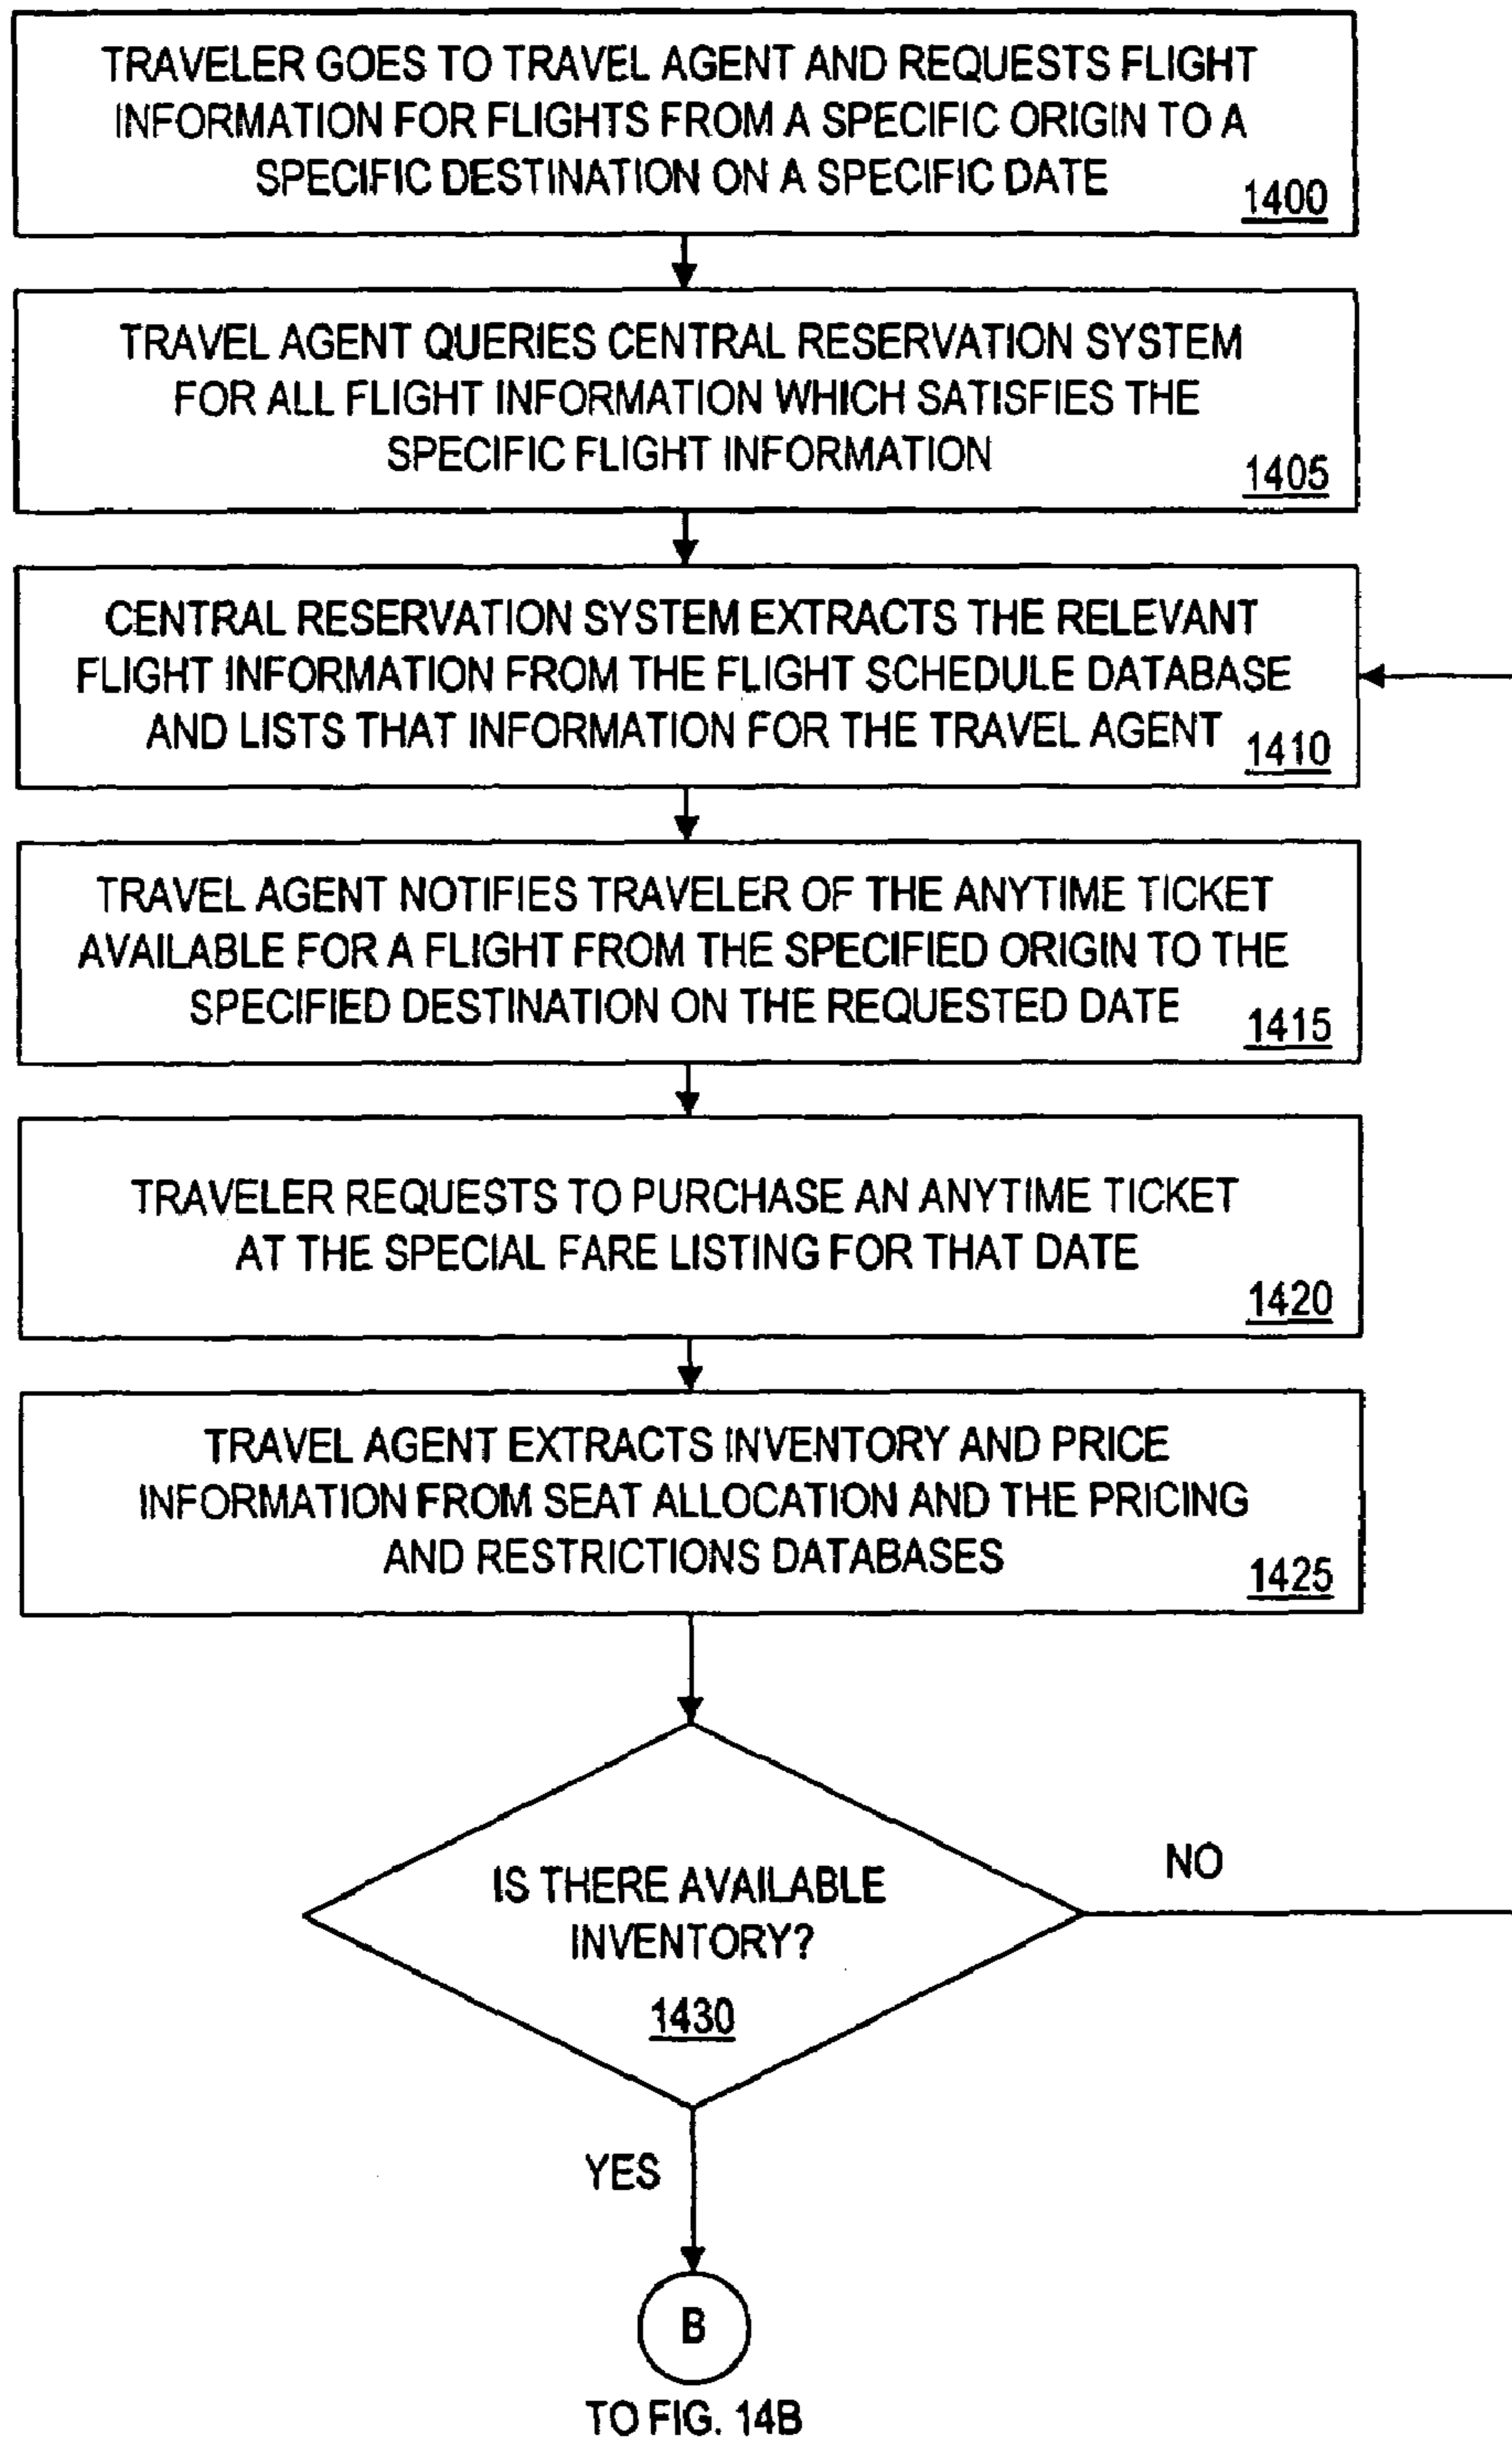 TRAVELER GOES TO TRAVEL AGENT AND REQUESTS FLIGHT
INFORMATION FOR FLIGHTS FROM A SPECIFIC ORIGIN TO A
SPECIFIC DESTINATION ON A SPECIFIC DATE
1400
TRAVEL AGENT QUERIES CENTRAL RESERVATION SYSTEM
FOR ALL FLIGHT INFORMATION WHICH SATISFIES THE
SPECIFIC FLIGHT INFORMATION
1405
CENTRAL RESERVATION SYSTEM EXTRACTS THE RELEVANT
FLIGHT INFORMATION FROM THE FLIGHT SCHEDULE DATABASE
AND LISTS THAT INFORMATION FOR THE TRAVEL AGENT
1410
TRAVEL AGENT NOTIFIES TRAVELER OF THE ANYTIME TICKET
AVAILABLE FOR A FLIGHT FROM THE SPECIFIED ORIGIN TO THE
SPECIFIED DESTINATION ON THE REQUESTED DATE
1415
TRAVELER REQUESTS TO PURCHASE AN ANYTIME TICKET
AT THE SPECIAL FARE LISTING FOR THAT DATE
1420
TRAVEL AGENT EXTRACTS INVENTORY AND PRICE
INFORMATION FROM SEAT ALLOCATION AND THE PRICING
AND RESTRICTIONS DATABASES
1425
IS THERE AVAILABLE
INVENTORY?
1430
NO
YES
B
TO FIG. 14B